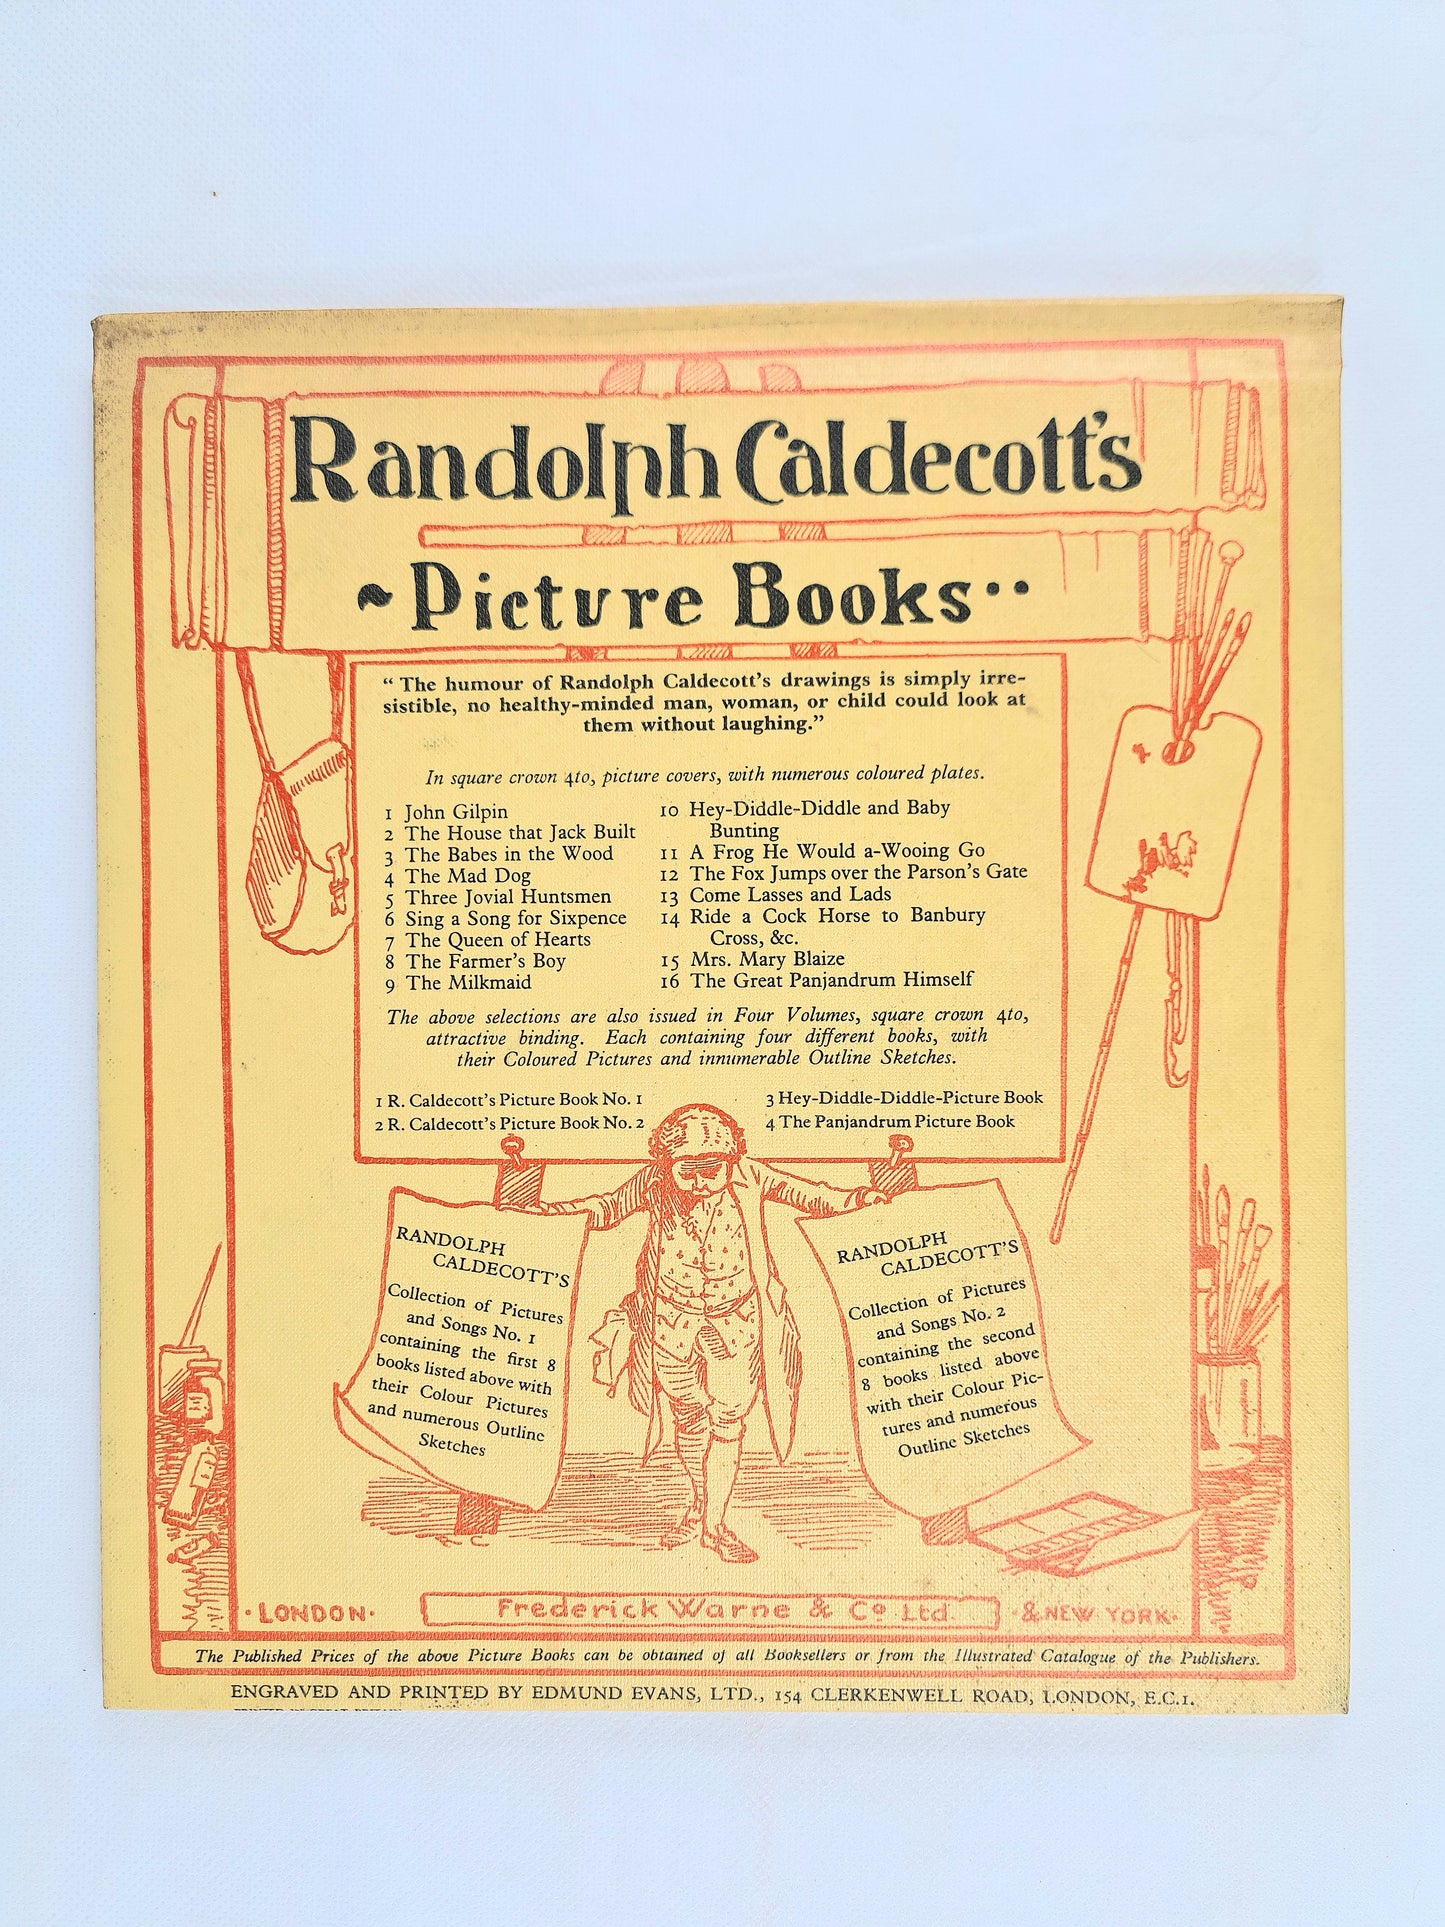 Randolph Caldecott's
~Picture Books··
“The humour of Randolph Caldecott's drawings is simply irre-
sistible, no healthy-minded man, woman, or child could look at
them without laughing.”
In square crown 4to, picture covers, with numerous coloured plates.
1 John Gilpin
2 The House that Jack Built
3 The Babes in the Wood
4 The Mad Dog
5 Three Jovial Huntsmen
6 Sing a Song for Sixpence
7 The Queen of Hearts
8 The Farmer's Boy
9 The Milkmaid
10 Hey-Diddle-Diddle and Baby
Bunting
11 A Frog He Would a-Wooing Go
12 The Fox Jumps over the Parson's Gate
13 Come Lasses and Lads
14 Ride a Cock Horse to Banbury
Cross, &c.
15 Mrs. Mary Blaize
16 The Great Panjandrum Himself
The above selections are also issued in Four Volumes, square crown 4to,
attractive binding. Each containing four different books, with
their Coloured Pictures and innumerable Outline Sketches.
1 R. Caldecott's Picture Book No. 1
2 R. Caldecott's Picture Book No. 2
3 Hey-Diddle-Diddle-Picture Book
4 The Panjandrum Picture Book
RANDOLPH
CALDECOTT'S
Collection of Pictures
and Songs No. 1
containing the first 8
books listed above with
their Colour Pictures
and numerous Outline
Sketches
RANDOLPH
CALDECOTT'S
Collection of Pictures
and Songs No. 2
containing the second
8 books listed above
with their Colour Pic-
tures and numerous
Outline Sketches
·LONDON· Frederick Warne & Co Ltd. ·& NEW YORK·
The Published Prices of the above Picture Books can be obtained of all Booksellers or from the Illustrated Catalogue of the Publishers.
ENGRAVED AND PRINTED BY EDMUND EVANS, LTD., 154 CLERKENWELL ROAD, LONDON, E.C.1.